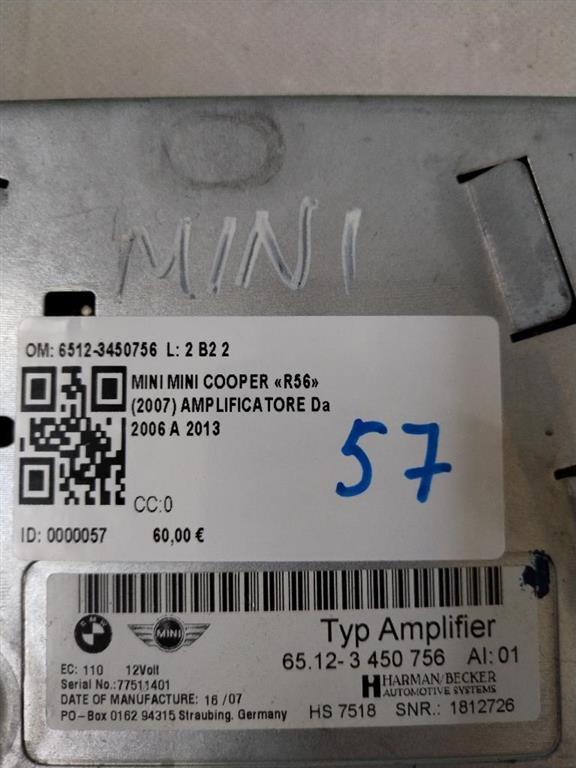 MINI
OM: 6512-3450756 L: 2 B2 2
MINI MINI COOPER «R56»
(2007) AMPLIFICATORE Da
2006 A 2013
57
CC:0
ID: 0000057 60,00 €
BMW
MINI
Typ Amplifier
65.12-3 450 756 AI: 01
EC: 110 12Volt
HARMAN/BECKER
AUTOMOTIVE SYSTEMS
Serial No.:77511401
DATE OF MANUFACTURE: 16 /07
HS 7518 SNR.: 1812726
PO-Box 0162 94315 Straubing, Germany